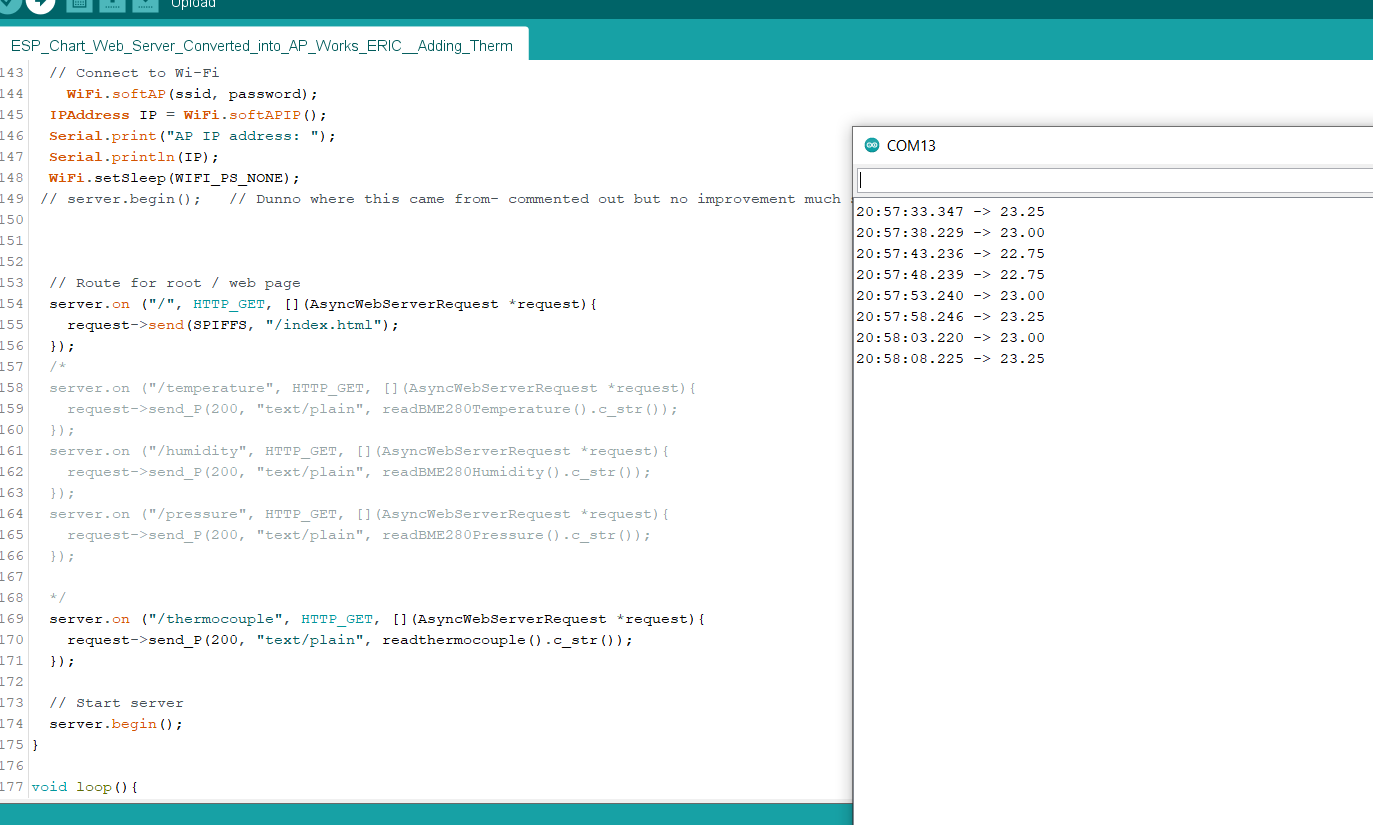 Upload
ESP_Chart_Web_Server_Converted_into_AP_Works_ERIC__Adding_Therm
143 // Connect to Wi-Fi
144 WiFi.softAP(ssid, password);
145 IPAddress IP = WiFi.softAPIP();
146 Serial.print("AP IP address: ");
147 Serial.println(IP);
148 WiFi.setSleep(WIFI_PS_NONE);
149 // server.begin(); // Dunno where this came from- commented out but no improvement much
150
151
152
153 // Route for root / web page
154 server.on ("/", HTTP_GET, [](AsyncWebServerRequest *request){
155 request->send(SPIFFS, "/index.html");
156 });
157 /*
158 server.on ("/temperature", HTTP_GET, [](AsyncWebServerRequest *request){
159 request->send_P(200, "text/plain", readBME280Temperature().c_str());
160 });
161 server.on ("/humidity", HTTP_GET, [](AsyncWebServerRequest *request){
162 request->send_P(200, "text/plain", readBME280Humidity().c_str());
163 });
164 server.on ("/pressure", HTTP_GET, [](AsyncWebServerRequest *request){
165 request->send_P(200, "text/plain", readBME280Pressure().c_str());
166 });
167
168 */
169 server.on ("/thermocouple", HTTP_GET, [](AsyncWebServerRequest *request){
170 request->send_P(200, "text/plain", readthermocouple().c_str());
171 });
172
173 // Start server
174 server.begin();
175 }
176
177 void loop(){
COM13
20:57:33.347 -> 23.25
20:57:38.229 -> 23.00
20:57:43.236 -> 22.75
20:57:48.239 -> 22.75
20:57:53.240 -> 23.00
20:57:58.246 -> 23.25
20:58:03.220 -> 23.00
20:58:08.225 -> 23.25